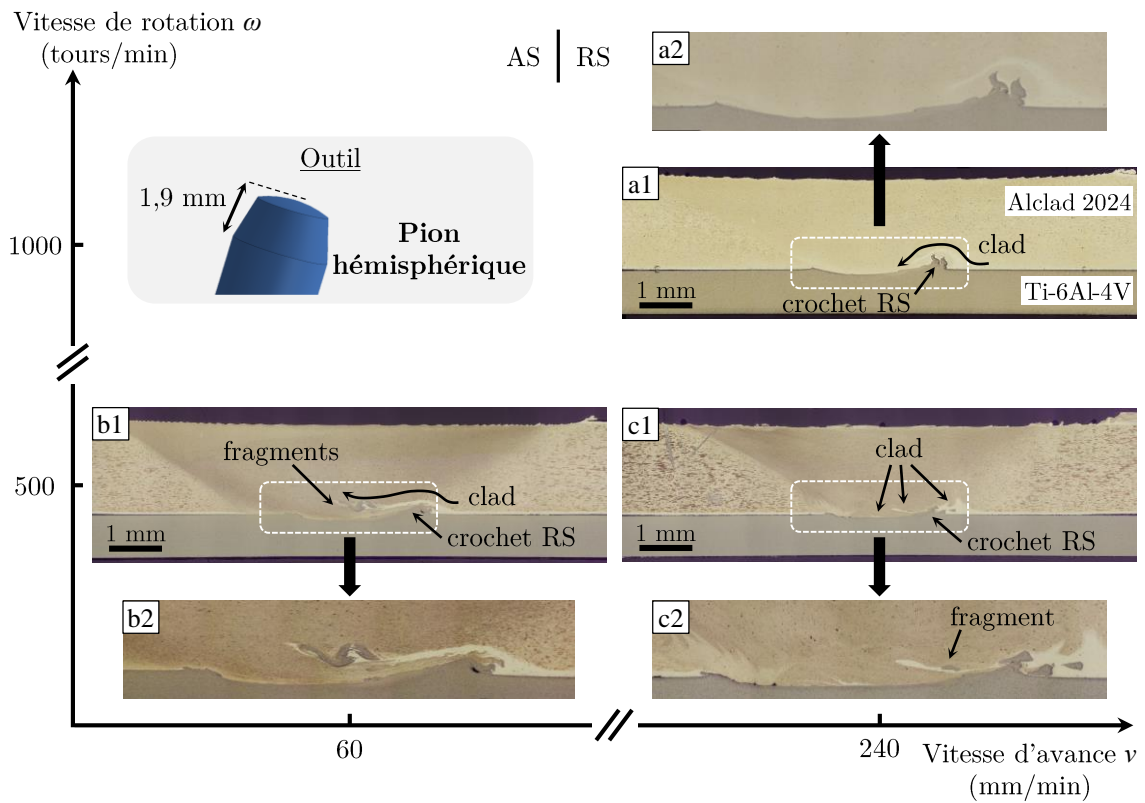 Vitesse de rotation ω
(tours/min)
AS | RS
a2
Outil
1,9 mm
Pion
hémisphérique
a1
Alclad 2024
clad
1 mm
crochet RS
Ti-6Al-4V
1000
b1
fragments
clad
1 mm
crochet RS
c1
clad
1 mm
crochet RS
500
b2
c2
fragment
60
240
Vitesse d'avance v
(mm/min)